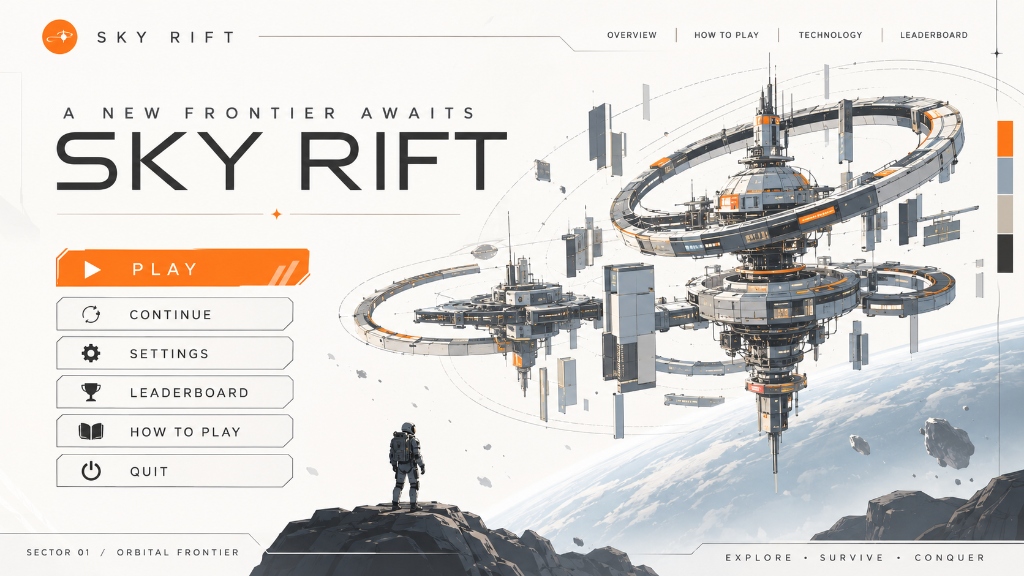 SKY RIFT
OVERVIEW
HOW TO PLAY
TECHNOLOGY
LEADERBOARD
A NEW FRONTIER AWAITS
SKY RIFT
PLAY
CONTINUE
SETTINGS
LEADERBOARD
HOW TO PLAY
QUIT
SECTOR 01 / ORBITAL FRONTIER
EXPLORE • SURVIVE • CONQUER